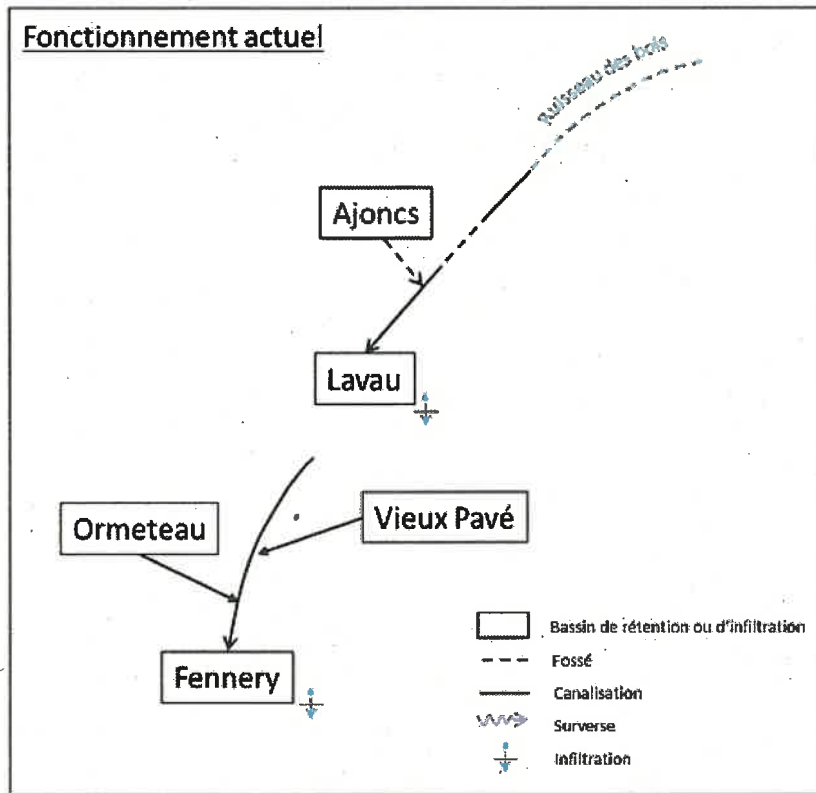 Fonctionnement actuel
Ruisseau des bois
Ajoncs
Lavau
Ormeteau
Vieux Pavé
Fennery
Bassin de rétention ou d'infiltration
Fossé
Canalisation
Surverse
Infiltration